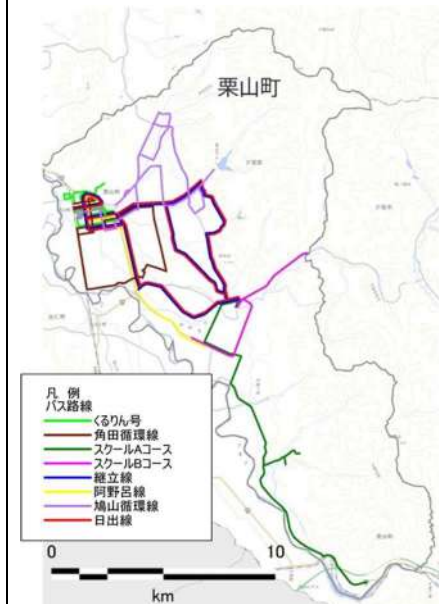 栗山町
凡 例
バス路線
くるりん号
角田循環線
スクールAコース
スクールBコース
継立線
阿野呂線
鳩山循環線
日出線
0 10
km